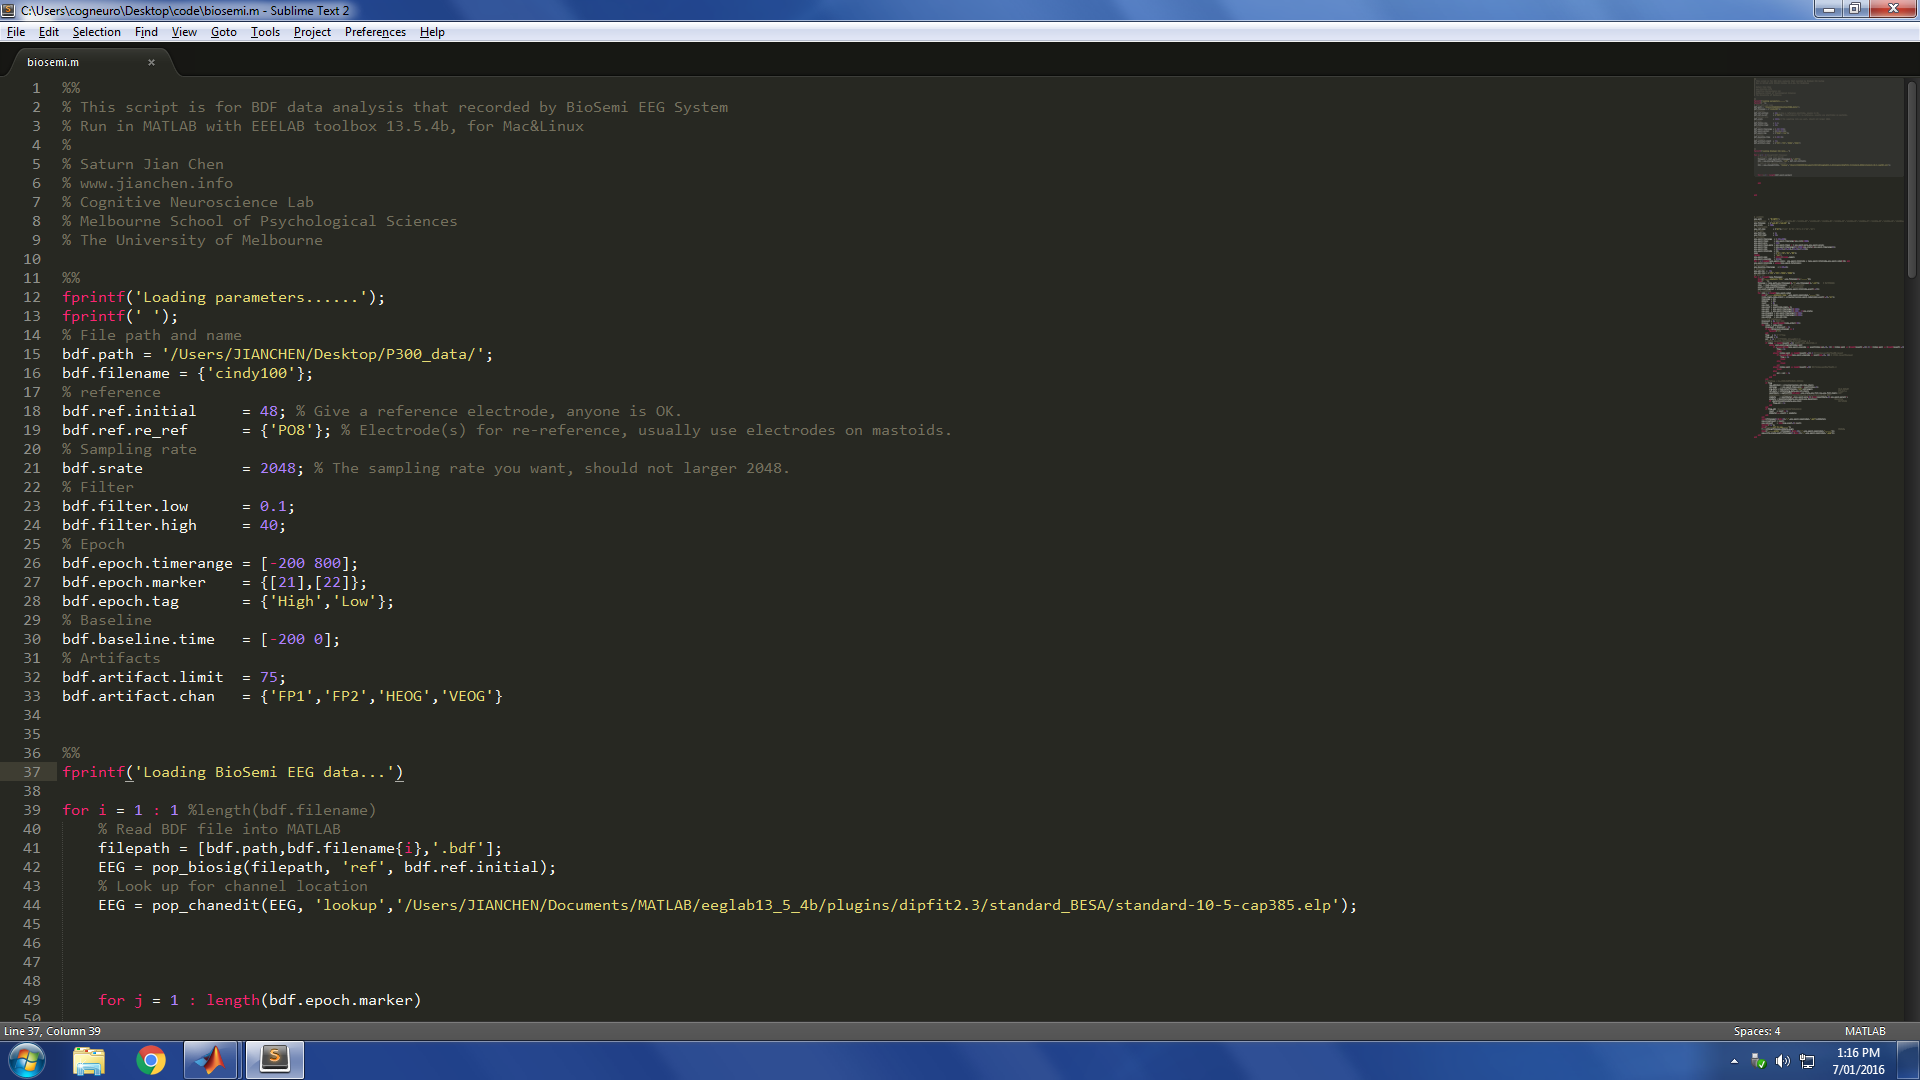 C:\Users\cogneuro\Desktop\code\biosemi.m - Sublime Text 2
File Edit Selection Find View Goto Tools Project Preferences Help
biosemi.m ×
1 %%
2 % This script is for BDF data analysis that recorded by BioSemi EEG System
3 % Run in MATLAB with EEELAB toolbox 13.5.4b, for Mac&Linux
4 %
5 % Saturn Jian Chen
6 % www.jianchen.info
7 % Cognitive Neuroscience Lab
8 % Melbourne School of Psychological Sciences
9 % The University of Melbourne
10
11 %%
12 fprintf('Loading parameters......');
13 fprintf(' ');
14 % File path and name
15 bdf.path = '/Users/JIANCHEN/Desktop/P300_data/';
16 bdf.filename = {'cindy100'};
17 % reference
18 bdf.ref.initial     = 48; % Give a reference electrode, anyone is OK.
19 bdf.ref.re_ref      = {'PO8'}; % Electrode(s) for re-reference, usually use electrodes on mastoids.
20 % Sampling rate
21 bdf.srate           = 2048; % The sampling rate you want, should not larger 2048.
22 % Filter
23 bdf.filter.low      = 0.1;
24 bdf.filter.high     = 40;
25 % Epoch
26 bdf.epoch.timerange = [-200 800];
27 bdf.epoch.marker    = {[21],[22]};
28 bdf.epoch.tag       = {'High','Low'};
29 % Baseline
30 bdf.baseline.time   = [-200 0];
31 % Artifacts
32 bdf.artifact.limit  = 75;
33 bdf.artifact.chan   = {'FP1','FP2','HEOG','VEOG'}
34
35
36 %%
37 fprintf('Loading BioSemi EEG data...')
38
39 for i = 1 : 1 %length(bdf.filename)
40     % Read BDF file into MATLAB
41     filepath = [bdf.path,bdf.filename{i},'.bdf'];
42     EEG = pop_biosig(filepath, 'ref', bdf.ref.initial);
43     % Look up for channel location
44     EEG = pop_chanedit(EEG, 'lookup','/Users/JIANCHEN/Documents/MATLAB/eeglab13_5_4b/plugins/dipfit2.3/standard_BESA/standard-10-5-cap385.elp');
45
46
47
48
49     for j = 1 : length(bdf.epoch.marker)
50
Line 37, Column 39 Spaces: 4 MATLAB
1:16 PM
7/01/2016